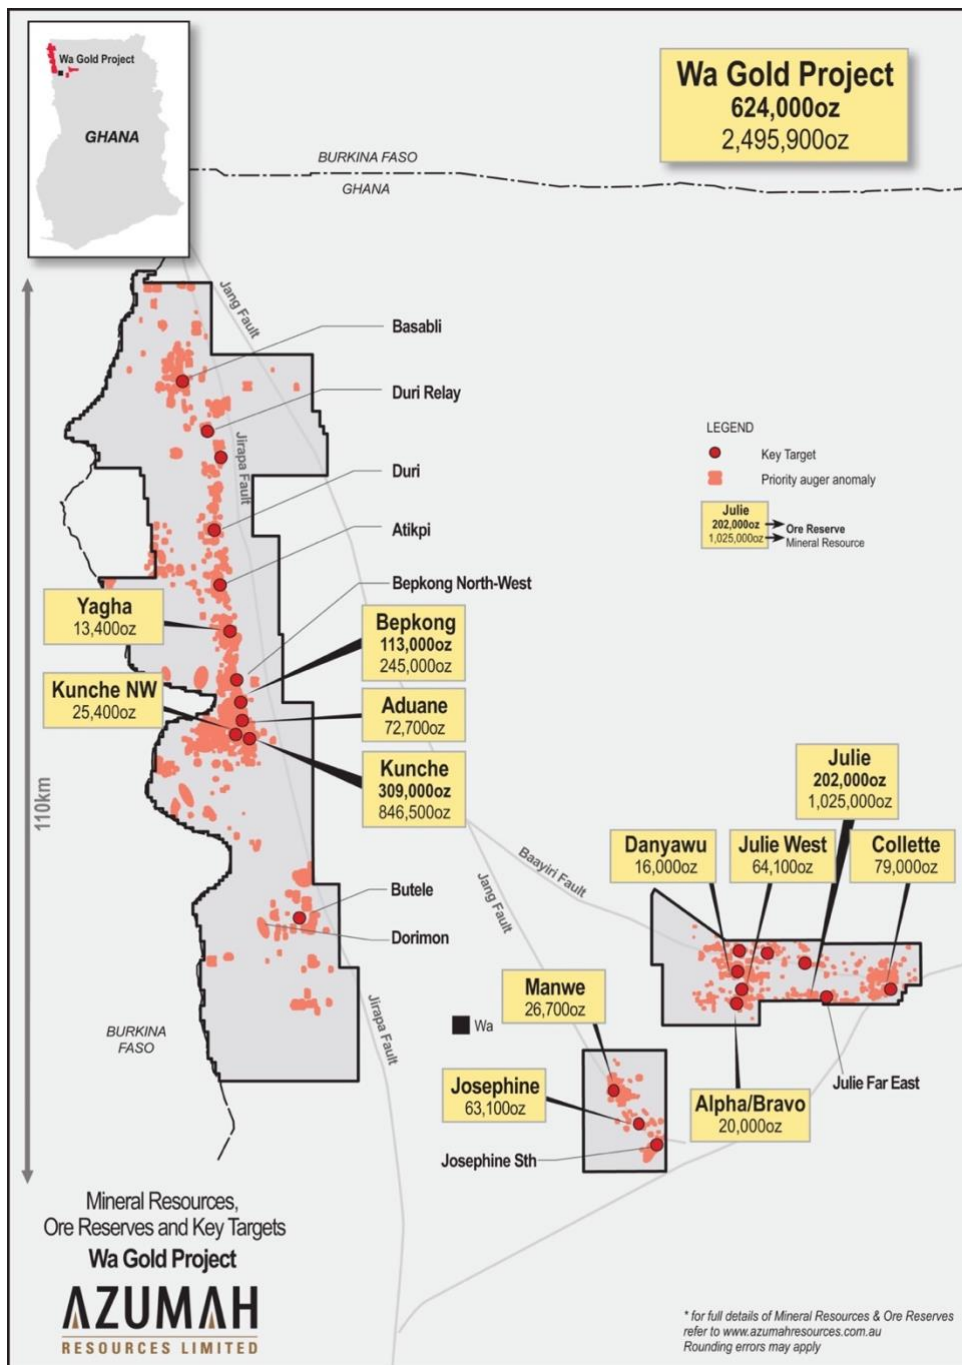 Wa Gold Project
GHANA
Wa Gold Project
624,000oz
2,495,900oz
BURKINA FASO
GHANA
Jang Fault
Basabli
Duri Relay
Jirapa Fault
Duri
Atikpi
Bepkong North-West
LEGEND
Key Target
Priority auger anomaly
Julie
202,000oz
Ore Reserve
1,025,000oz
Mineral Resource
Yagha
13,400oz
Bepkong
113,000oz
245,000oz
Kunche NW
25,400oz
Aduane
72,700oz
Kunche
309,000oz
846,500oz
110km
Julie
202,000oz
1,025,000oz
Danyawu
16,000oz
Julie West
64,100oz
Collette
79,000oz
Baayiri Fault
Jang Fault
Butele
Dorimon
Manwe
26,700oz
Jirapa Fault
Wa
BURKINA
FASO
Josephine
63,100oz
Josephine Sth
Alpha/Bravo
20,000oz
Julie Far East
Mineral Resources,
Ore Reserves and Key Targets
Wa Gold Project
AZUMAH
RESOURCES LIMITED
* for full details of Mineral Resources & Ore Reserves
refer to www.azumahresources.com.au
Rounding errors may apply